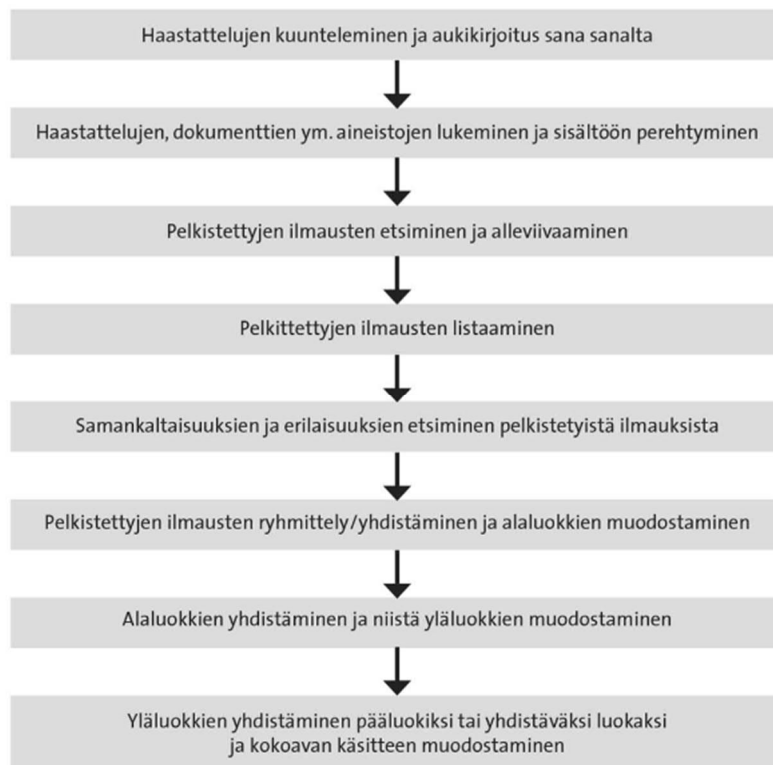 Haastattelujen kuunteleminen ja aukikirjoitus sana sanalta
Haastattelujen, dokumenttien ym. aineistojen lukeminen ja sisältöön perehtyminen
Pelkistettyjen ilmausten etsiminen ja alleviivaaminen
Pelkittettyjen ilmausten listaaminen
Samankaltaisuuksien ja erilaisuuksien etsiminen pelkistetyistä ilmauksista
Pelkistettyjen ilmausten ryhmittely/yhdistäminen ja alaluokkien muodostaminen
Alaluokkien yhdistäminen ja niistä yläluokkien muodostaminen
Yläluokkien yhdistäminen pääluokiksi tai yhdistäväksi luokaksi
ja kokoavan käsitteen muodostaminen